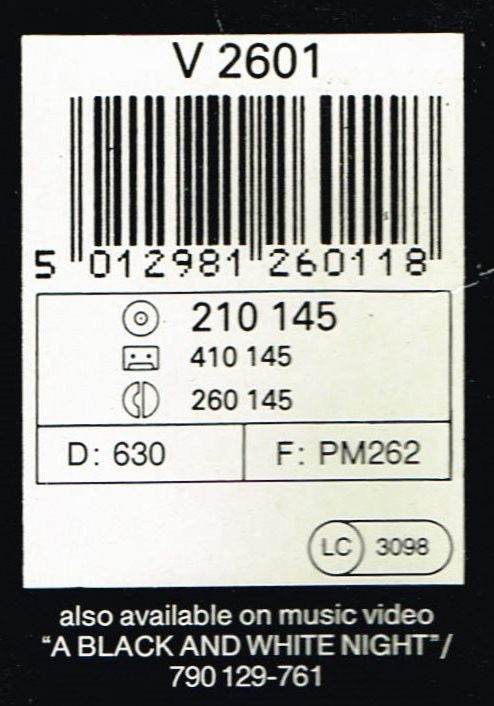 V 2601
5 012981 260118
210 145
410 145
260 145
D: 630 F: PM262
LC 3098
also available on music video
“A BLACK AND WHITE NIGHT”/
790 129-761